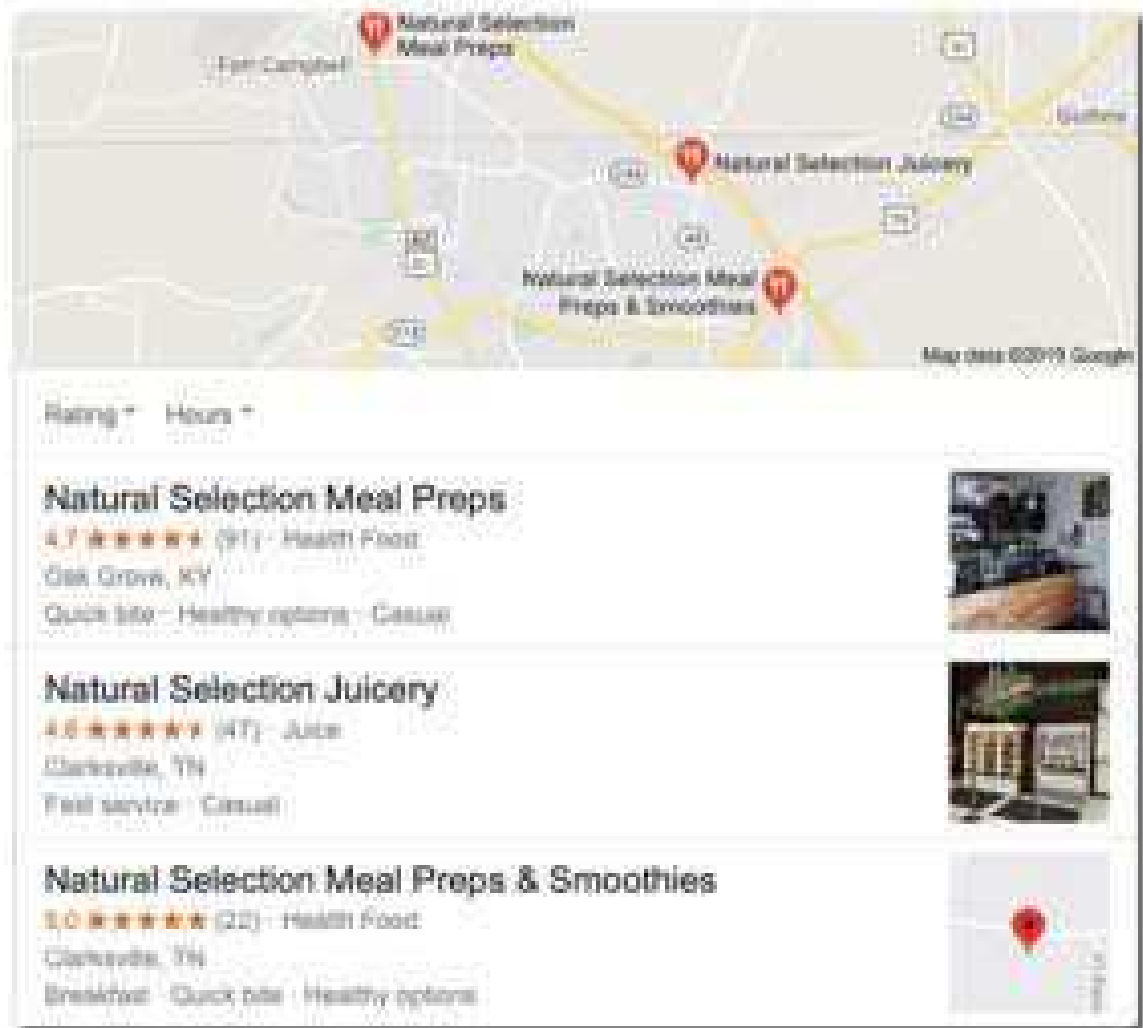 Natural Selection
Meal Preps
Fort Campbell
Guthrie
Natural Selection Juicery
Natural Selection Meal
Preps & Smoothies
Map data ©2019 Google
Rating
Hours
Natural Selection Meal Preps
4.7 ★★★★★ (91) · Health Food
Oak Grove, KY
Quick bite · Healthy options · Casual
Natural Selection Juicery
4.6 ★★★★★ (47) · Juice
Clarksville, TN
Fast service · Casual
Natural Selection Meal Preps & Smoothies
5.0 ★★★★★ (22) · Health Food
Clarksville, TN
Breakfast · Quick bite · Healthy options